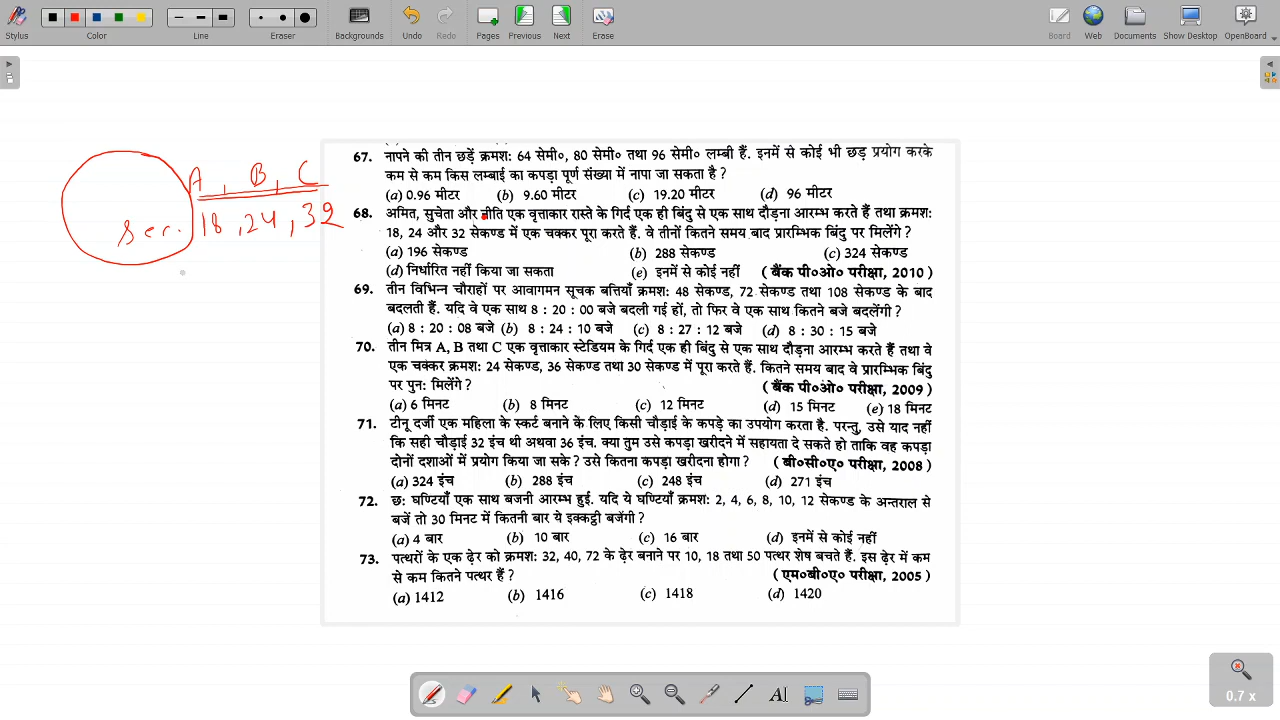 Stylus Color Line Eraser Backgrounds Undo Redo Pages Previous Next Erase Board Web Documents Show Desktop OpenBoard
A, B, C
Sec. 18, 24, 32
67. नापने की तीन छड़ें क्रमश: 64 सेमी०, 80 सेमी० तथा 96 सेमी० लम्बी हैं. इनमें से कोई भी छड़ प्रयोग करके
कम से कम किस लम्बाई का कपड़ा पूर्ण संख्या में नापा जा सकता है ?
(a) 0.96 मीटर (b) 9.60 मीटर (c) 19.20 मीटर (d) 96 मीटर
68. अमित, सुचेता और नीति एक वृत्ताकार रास्ते के गिर्द एक ही बिंदु से एक साथ दौड़ना आरम्भ करते हैं तथा क्रमश:
18, 24 और 32 सेकण्ड में एक चक्कर पूरा करते हैं. वे तीनों कितने समय बाद प्रारम्भिक बिंदु पर मिलेंगे ?
(a) 196 सेकण्ड (b) 288 सेकण्ड (c) 324 सेकण्ड
(d) निर्धारित नहीं किया जा सकता (e) इनमें से कोई नहीं (बैंक पी०ओ० परीक्षा, 2010)
69. तीन विभिन्न चौराहों पर आवागमन सूचक बत्तियाँ क्रमश: 48 सेकण्ड, 72 सेकण्ड तथा 108 सेकण्ड के बाद
बदलती हैं. यदि वे एक साथ 8 : 20 : 00 बजे बदली गई हों, तो फिर वे एक साथ कितने बजे बदलेंगी ?
(a) 8 : 20 : 08 बजे (b) 8 : 24 : 10 बजे (c) 8 : 27 : 12 बजे (d) 8 : 30 : 15 बजे
70. तीन मित्र A, B तथा C एक वृत्ताकार स्टेडियम के गिर्द एक ही बिंदु से एक साथ दौड़ना आरम्भ करते हैं तथा वे
एक चक्कर क्रमश: 24 सेकण्ड, 36 सेकण्ड तथा 30 सेकण्ड में पूरा करते हैं. कितने समय बाद वे प्रारम्भिक बिंदु
पर पुन: मिलेंगे ? (बैंक पी०ओ० परीक्षा, 2009)
(a) 6 मिनट (b) 8 मिनट (c) 12 मिनट (d) 15 मिनट (e) 18 मिनट
71. टीनू दर्जी एक महिला के स्कर्ट बनाने के लिए किसी चौड़ाई के कपड़े का उपयोग करता है. परन्तु, उसे याद नहीं
कि सही चौड़ाई 32 इंच थी अथवा 36 इंच. क्या तुम उसे कपड़ा खरीदने में सहायता दे सकते हो ताकि वह कपड़ा
दोनों दशाओं में प्रयोग किया जा सके ? उसे कितना कपड़ा खरीदना होगा ? (बी०सी०ए० परीक्षा, 2008)
(a) 324 इंच (b) 288 इंच (c) 248 इंच (d) 271 इंच
72. छ: घण्टियाँ एक साथ बजनी आरम्भ हुई. यदि ये घण्टियाँ क्रमश: 2, 4, 6, 8, 10, 12 सेकण्ड के अन्तराल से
बजें तो 30 मिनट में कितनी बार ये इक्कट्ठी बजेंगी ?
(a) 4 बार (b) 10 बार (c) 16 बार (d) इनमें से कोई नहीं
73. पत्थरों के एक ढ़ेर को क्रमश: 32, 40, 72 के ढ़ेर बनाने पर 10, 18 तथा 50 पत्थर शेष बचते हैं. इस ढ़ेर में कम
से कम कितने पत्थर हैं ? (एम०बी०ए० परीक्षा, 2005)
(a) 1412 (b) 1416 (c) 1418 (d) 1420
0.7 x